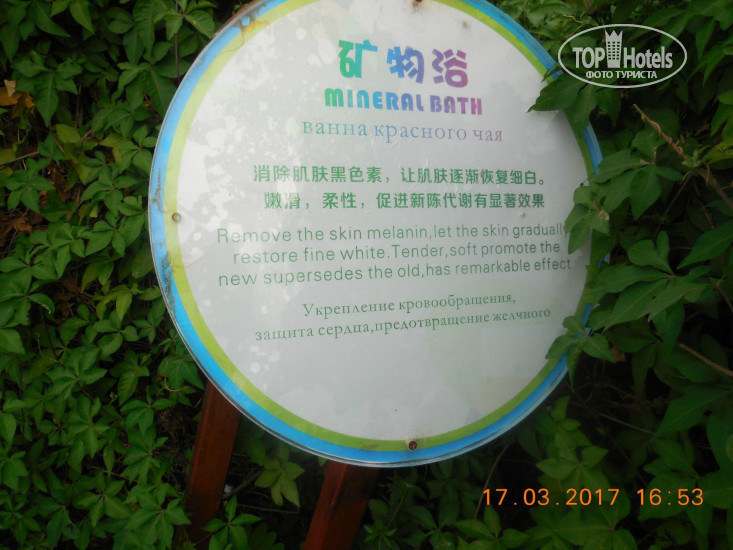 TOP Hotels
ФОТО ТУРИСТА
矿物浴
MINERAL BATH
ванна красного чая
消除肌肤黑色素，让肌肤逐渐恢复细白。
嫩滑，柔性，促进新陈代谢有显著效果
Remove the skin melanin,let the skin gradually
restore fine white.Tender,soft promote the
new supersedes the old,has remarkable effect
Укрепление кровообращения,
защита сердца,предотвращение желчного
17.03.2017 16:53